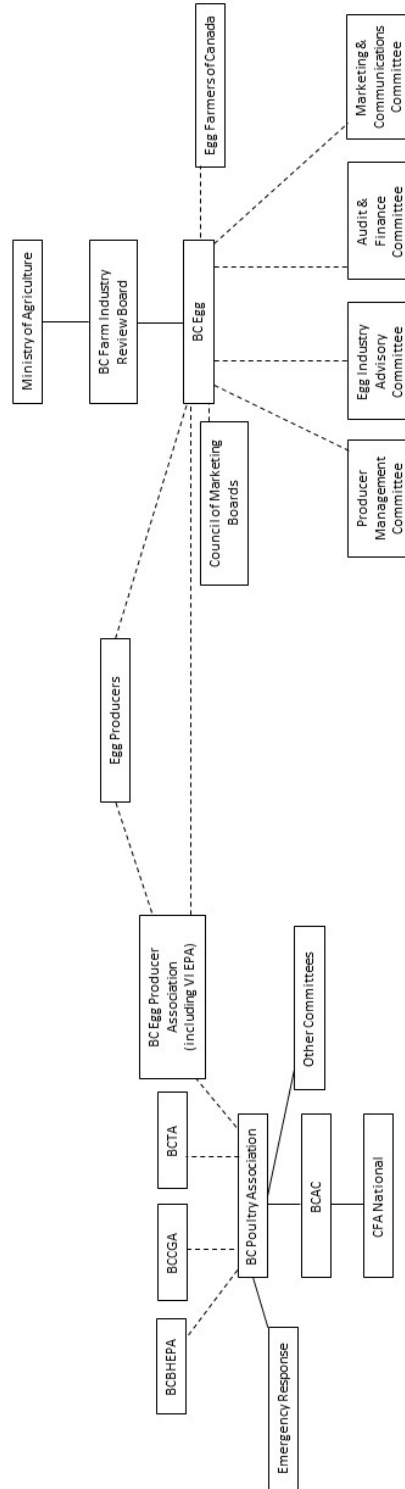 Ministry of Agriculture
BC Farm Industry
Review Board
BC Egg
Egg Farmers of Canada
Council of Marketing
Boards
Producer
Management
Committee
Egg Industry
Advisory
Committee
Audit &
Finance
Committee
Marketing &
Communications
Committee
Egg Producers
BC Egg Producer
Association
(including VI EPA)
BCBHEPA
BCCGA
BCTA
BC Poultry Association
Emergency Response
Other Committees
BCAC
CFA National